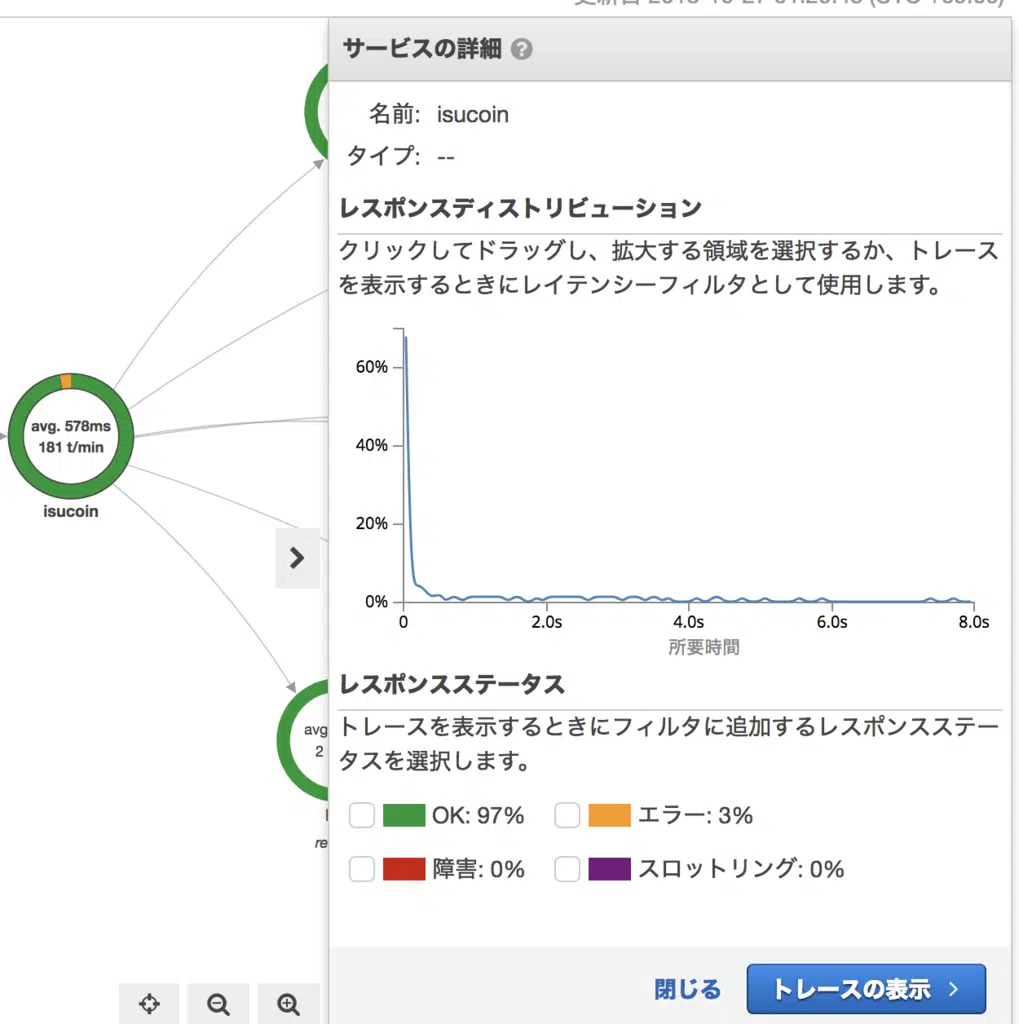 サービスの詳細 ?
名前: isucoin
タイプ: --
レスポンスディストリビューション
クリックしてドラッグし、拡大する領域を選択するか、トレース
を表示するときにレイテンシーフィルタとして使用します。
60%
40%
20%
0%
0
2.0s
4.0s
6.0s
8.0s
所要時間
avg. 578ms
181 t/min
isucoin
レスポンスステータス
avg
2
re
トレースを表示するときにフィルタに追加するレスポンスステー
タスを選択します。
OK: 97%
エラー: 3%
障害: 0%
スロットリング: 0%
閉じる
トレースの表示